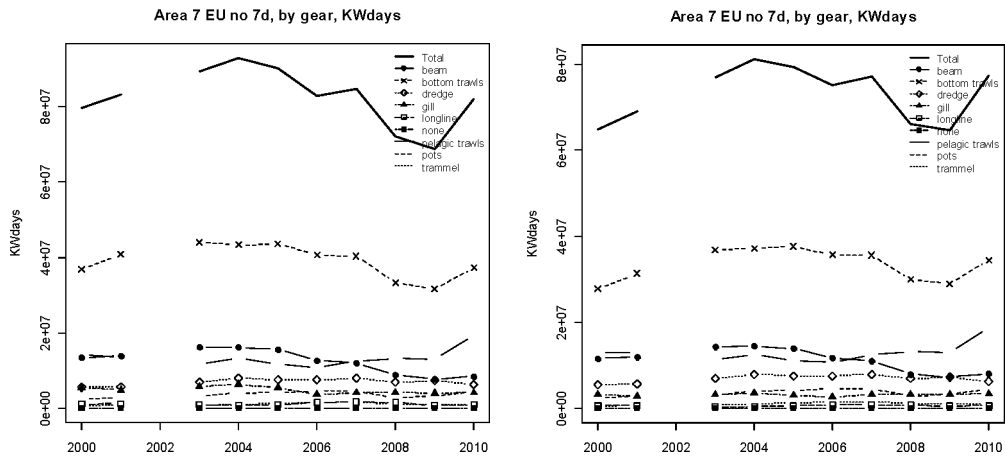 Area 7 EU no 7d, by gear, KWdays
KWdays
0e+00
2e+07
4e+07
6e+07
8e+07
2000
2002
2004
2006
2008
2010
Total
beam
bottom trawls
dredge
gill
longline
none
pelagic trawls
pots
trammel
Area 7 EU no 7d, by gear, KWdays
KWdays
0e+00
2e+07
4e+07
6e+07
8e+07
2000
2002
2004
2006
2008
2010
Total
beam
bottom trawls
dredge
gill
longline
none
pelagic trawls
pots
trammel